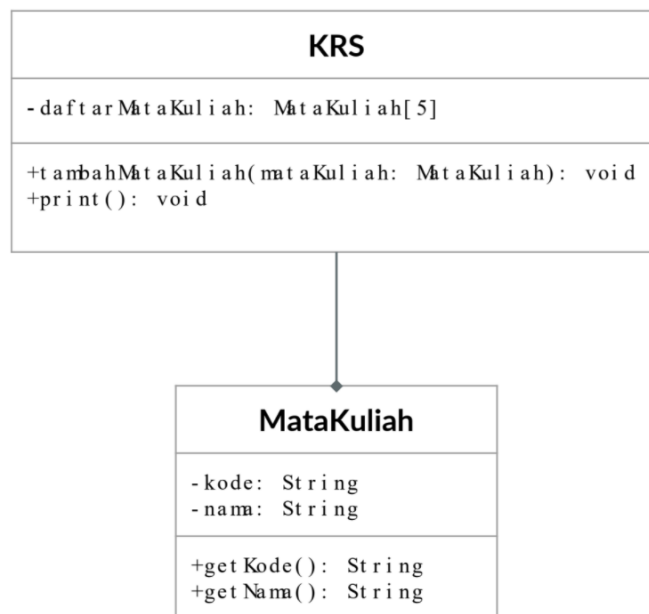 KRS
-daftarMataKuliah: MataKuliah[5]
+tambahMataKuliah(mataKuliah: MataKuliah): void
+print(): void
MataKuliah
-kode: String
-nama: String
+getKode(): String
+getNama(): String